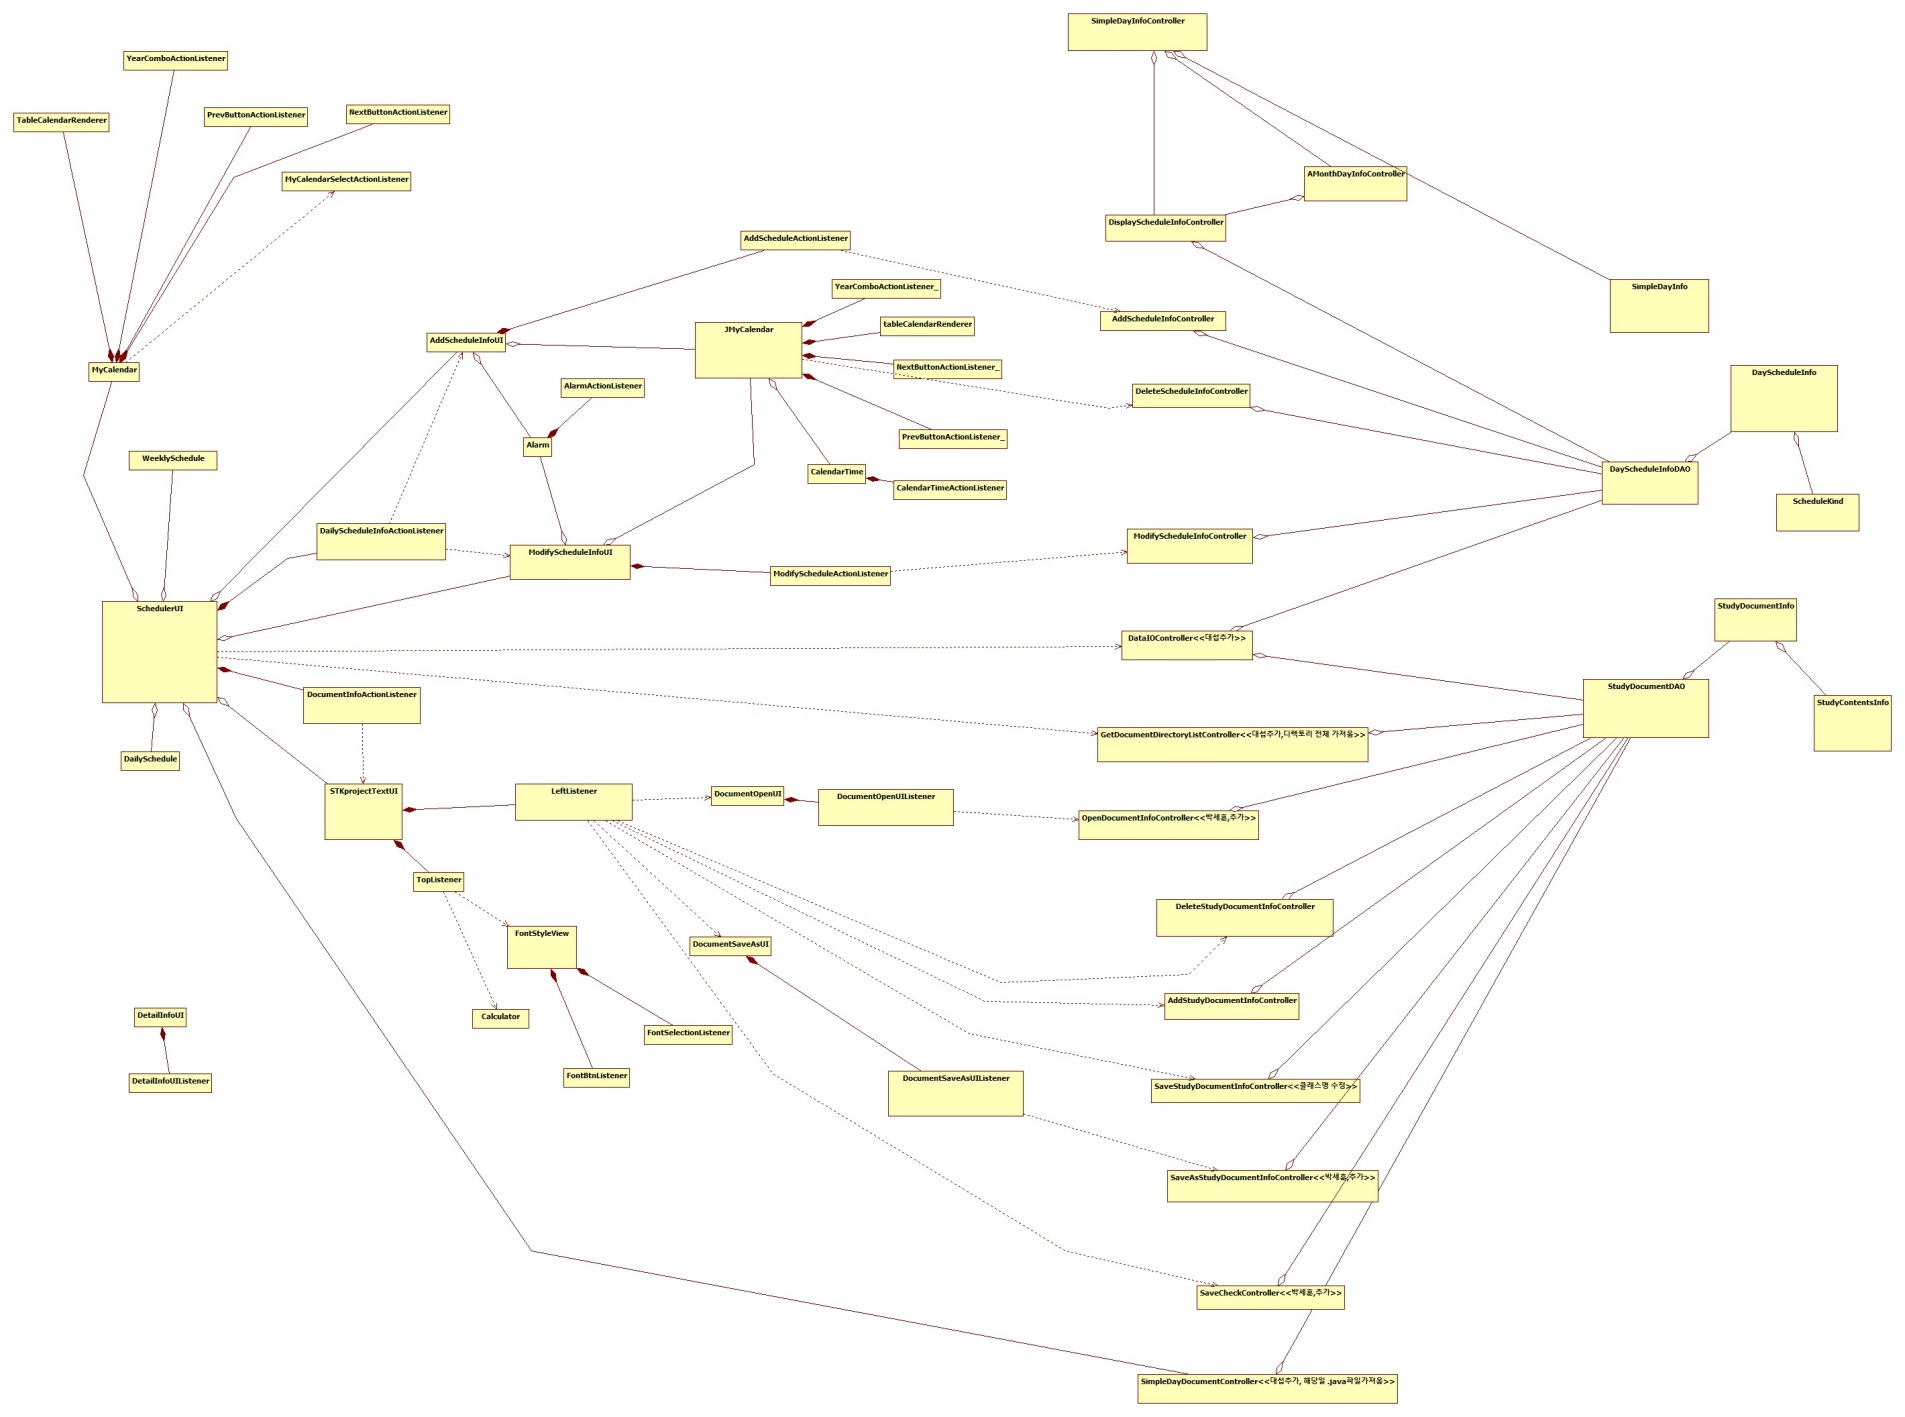 SimpleDayInfoController
YearComboActionListener
TableCalendarRenderer
PrevButtonActionListener
NextButtonActionListener
MyCalendarSelectActionListener
AMonthDayInfoController
DisplayScheduleInfoController
AddScheduleActionListener
YearComboActionListener_
SimpleDayInfo
AddScheduleInfoController
tableCalendarRenderer
JMyCalendar
AddScheduleInfoUI
NextButtonActionListener_
MyCalendar
AlarmActionListener
DeleteScheduleInfoController
DayScheduleInfo
PrevButtonActionListener_
Alarm
WeeklySchedule
CalendarTime
CalendarTimeActionListener
DayScheduleInfoDAO
ScheduleKind
DailyScheduleInfoActionListener
ModifyScheduleInfoUI
ModifyScheduleActionListener
ModifyScheduleInfoController
SchedulerUI
StudyDocumentInfo
DataIOController<<대섭추가>>
DocumentInfoActionListener
StudyDocumentDAO
StudyContentsInfo
GetDocumentDirectoryListController<<대섭추가,디렉토리 전체 가져옴>>
DailySchedule
STKprojectTextUI
LeftListener
DocumentOpenUI
DocumentOpenUIListener
OpenDocumentInfoController<<박세훈,추가>>
TopListener
DeleteStudyDocumentInfoController
FontStyleView
DocumentSaveAsUI
AddStudyDocumentInfoController
DetailInfoUI
Calculator
FontSelectionListener
FontBtnListener
DetailInfoUIListener
DocumentSaveAsUIListener
SaveStudyDocumentInfoController<<클래스명 수정>>
SaveAsStudyDocumentInfoController<<박세훈,추가>>
SaveCheckController<<박세훈,추가>>
SimpleDayDocumentController<<대섭추가, 해당일 .java파일가져옴>>